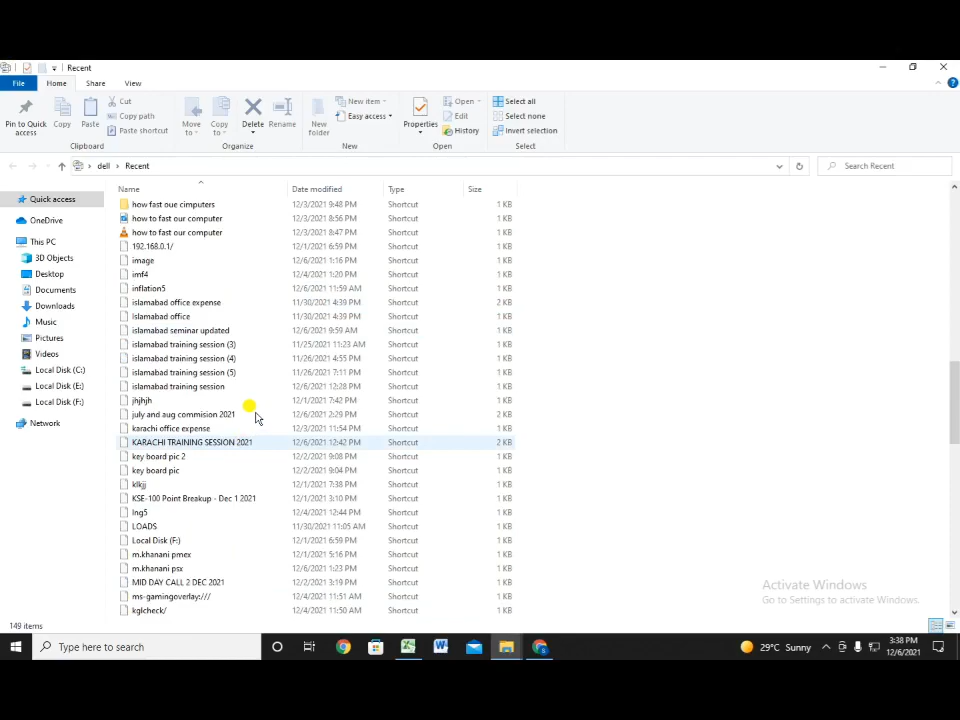 Recent
File Home Share View
Pin to Quick access
Copy
Paste
Cut
Copy path
Paste shortcut
Clipboard
Move to
Copy to
Delete
Rename
Organize
New folder
New item
Easy access
New
Properties
Open
Edit
History
Open
Select all
Select none
Invert selection
Select
dell › Recent
Search Recent
Name Date modified Type Size
how fast oue cimputers 12/3/2021 9:48 PM Shortcut 1 KB
how to fast our computer 12/3/2021 8:56 PM Shortcut 1 KB
how to fast our computer 12/3/2021 8:47 PM Shortcut 1 KB
192.168.0.1/ 12/1/2021 6:59 PM Shortcut 1 KB
image 12/6/2021 1:16 PM Shortcut 1 KB
imf4 12/4/2021 1:20 PM Shortcut 1 KB
inflation5 12/6/2021 11:59 AM Shortcut 1 KB
islamabad office expense 11/30/2021 4:39 PM Shortcut 2 KB
Islamabad office 11/30/2021 4:39 PM Shortcut 1 KB
islamabad seminar updated 12/6/2021 9:59 AM Shortcut 1 KB
islamabad training session (3) 11/25/2021 11:23 AM Shortcut 1 KB
islamabad training session (4) 11/26/2021 4:55 PM Shortcut 1 KB
islamabad training session (5) 11/26/2021 7:11 PM Shortcut 1 KB
islamabad training session 12/6/2021 12:28 PM Shortcut 1 KB
jhjhjh 12/1/2021 7:42 PM Shortcut 1 KB
july and aug commision 2021 12/6/2021 2:29 PM Shortcut 2 KB
karachi office expense 12/3/2021 11:54 PM Shortcut 1 KB
KARACHI TRAINING SESSION 2021 12/6/2021 12:42 PM Shortcut 2 KB
key board pic 2 12/2/2021 9:08 PM Shortcut 1 KB
key board pic 12/2/2021 9:04 PM Shortcut 1 KB
klkjj 12/1/2021 7:38 PM Shortcut 1 KB
KSE-100 Point Breakup - Dec 1 2021 12/1/2021 3:10 PM Shortcut 1 KB
lng5 12/4/2021 12:44 PM Shortcut 1 KB
LOADS 11/30/2021 11:05 AM Shortcut 1 KB
Local Disk (F:) 12/1/2021 6:59 PM Shortcut 1 KB
m.khanani pmex 12/1/2021 5:16 PM Shortcut 1 KB
m.khanani psx 12/6/2021 1:23 PM Shortcut 1 KB
MID DAY CALL 2 DEC 2021 12/2/2021 3:19 PM Shortcut 1 KB
ms-gamingoverlay:/// 12/4/2021 11:51 AM Shortcut 1 KB
kglcheck/ 12/4/2021 11:50 AM Shortcut 1 KB
Quick access
OneDrive
This PC
3D Objects
Desktop
Documents
Downloads
Music
Pictures
Videos
Local Disk (C:)
Local Disk (E:)
Local Disk (F:)
Network
Activate Windows
Go to Settings to activate Windows.
149 items
Type here to search
29°C Sunny
3:38 PM
12/6/2021